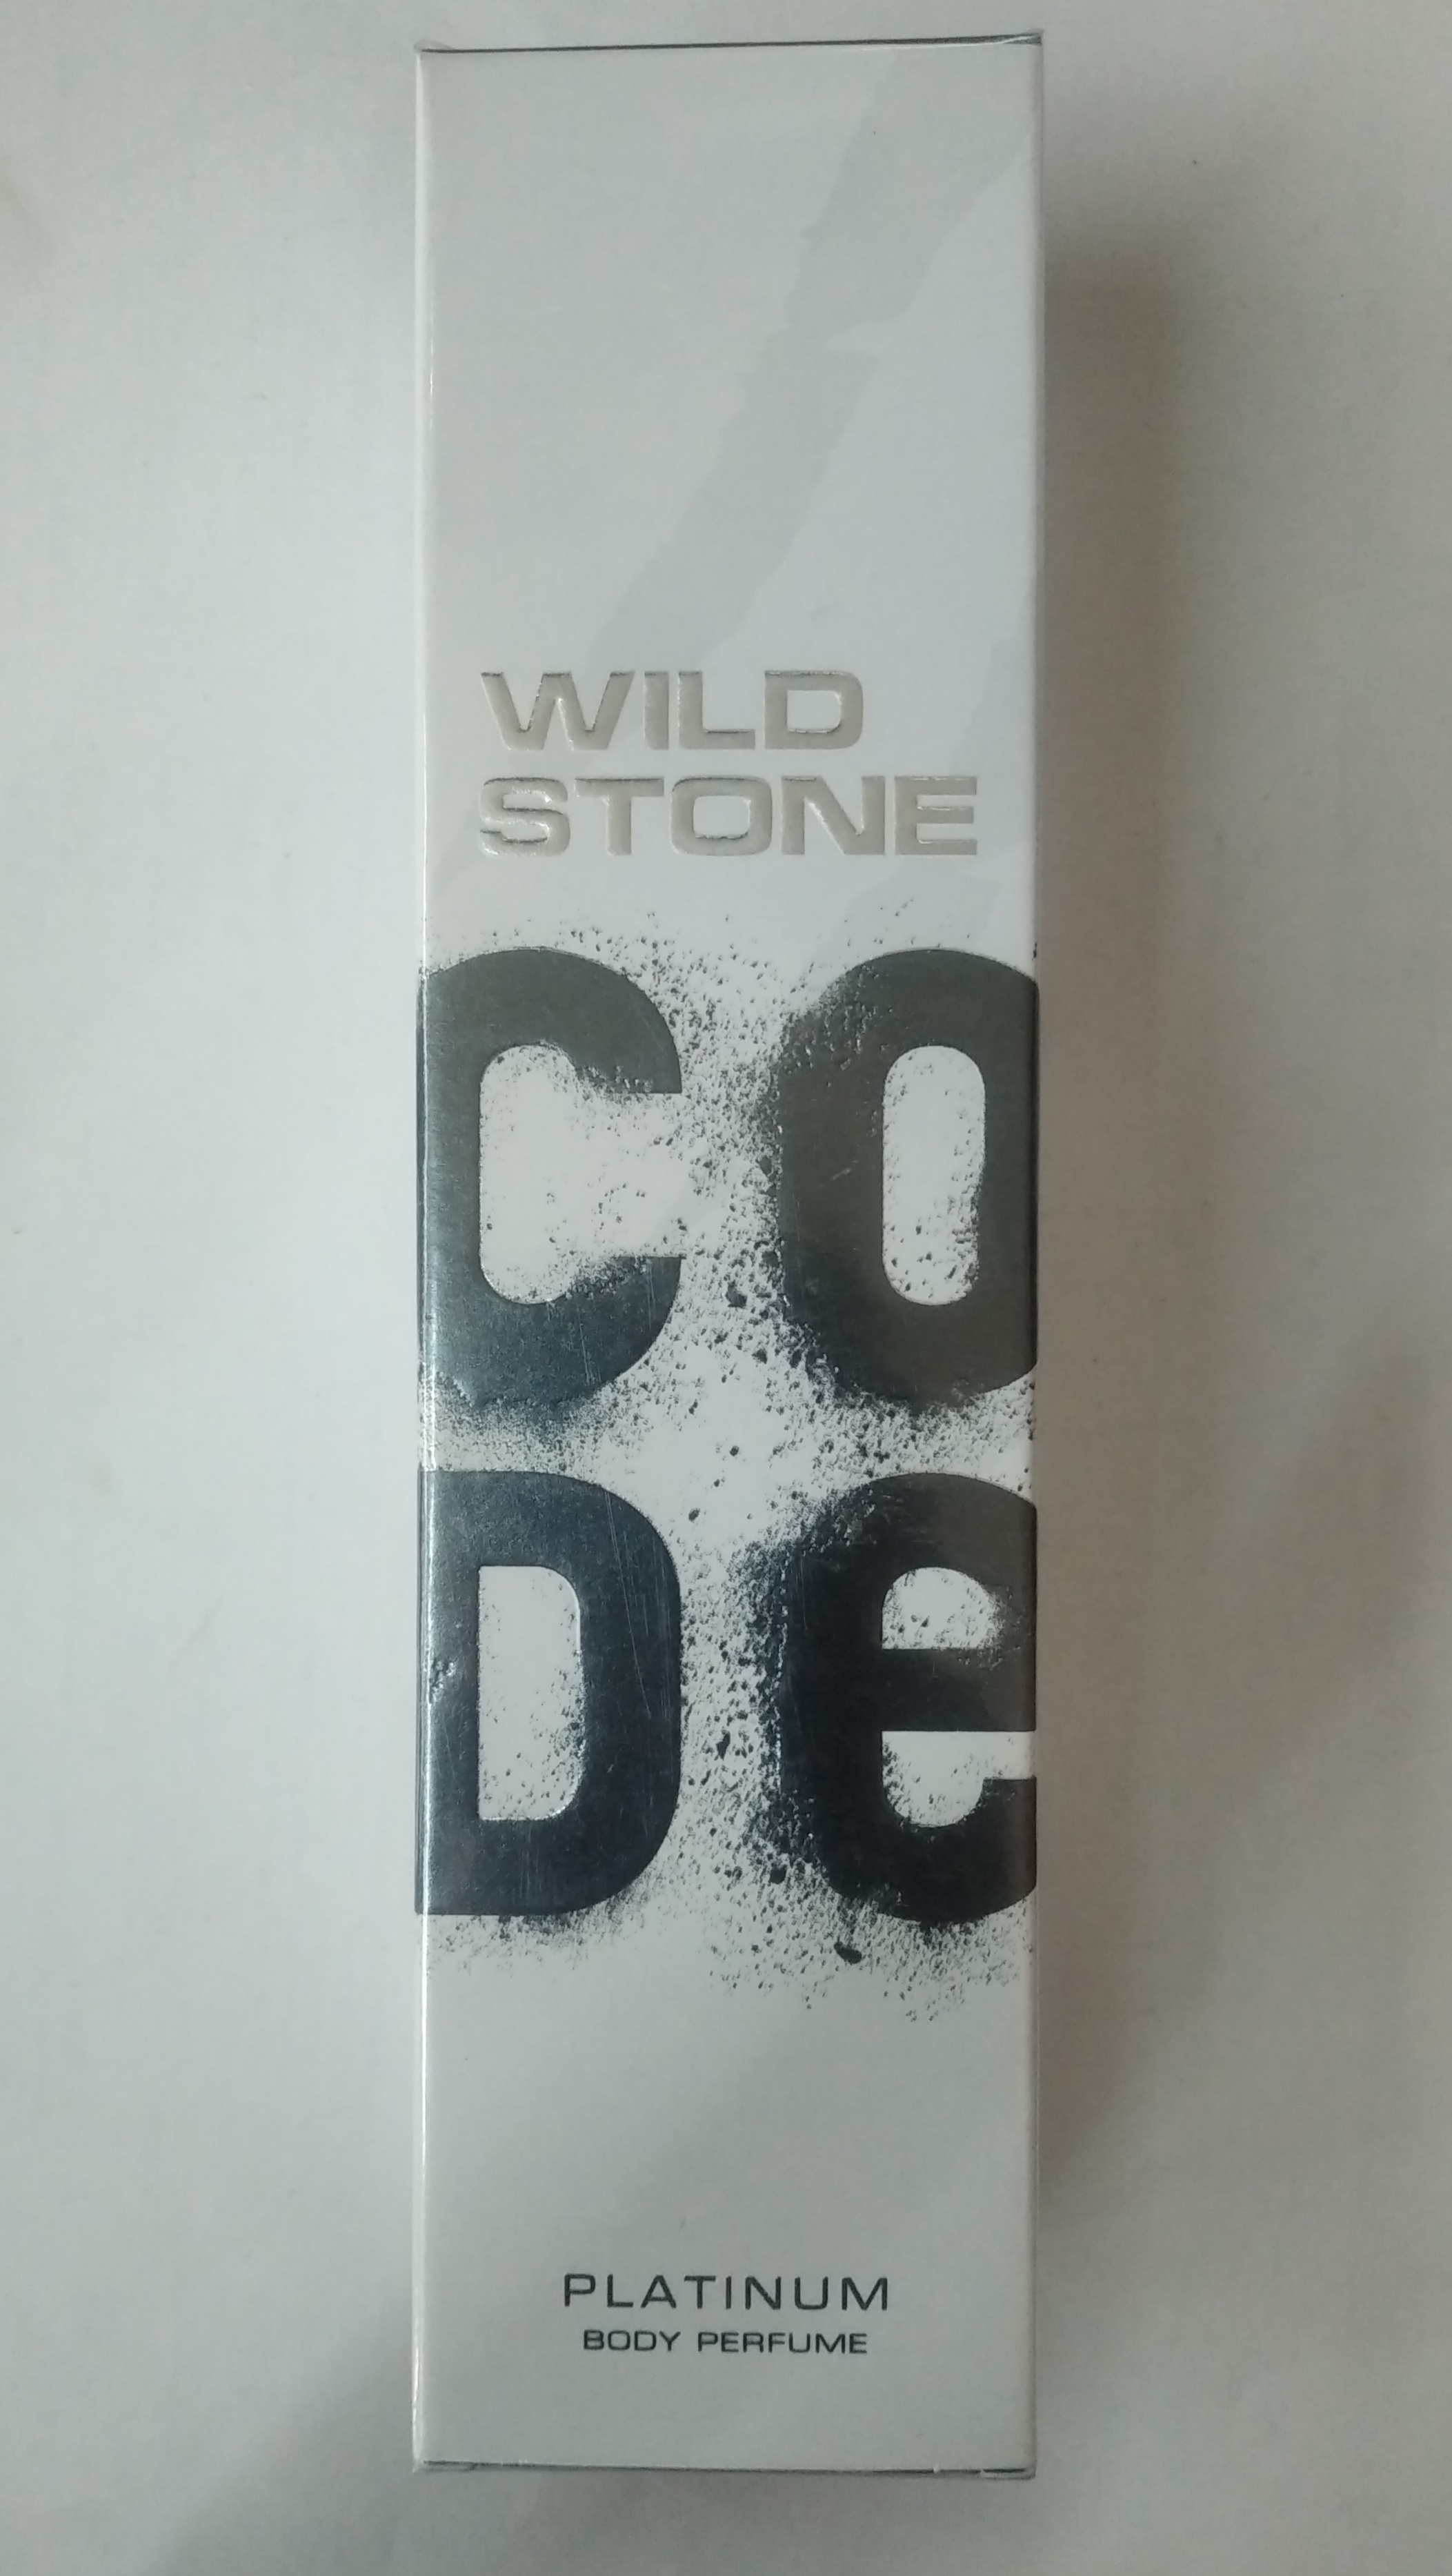 WILD
STONE
CO
De
PLATINUM
BODY PERFUME